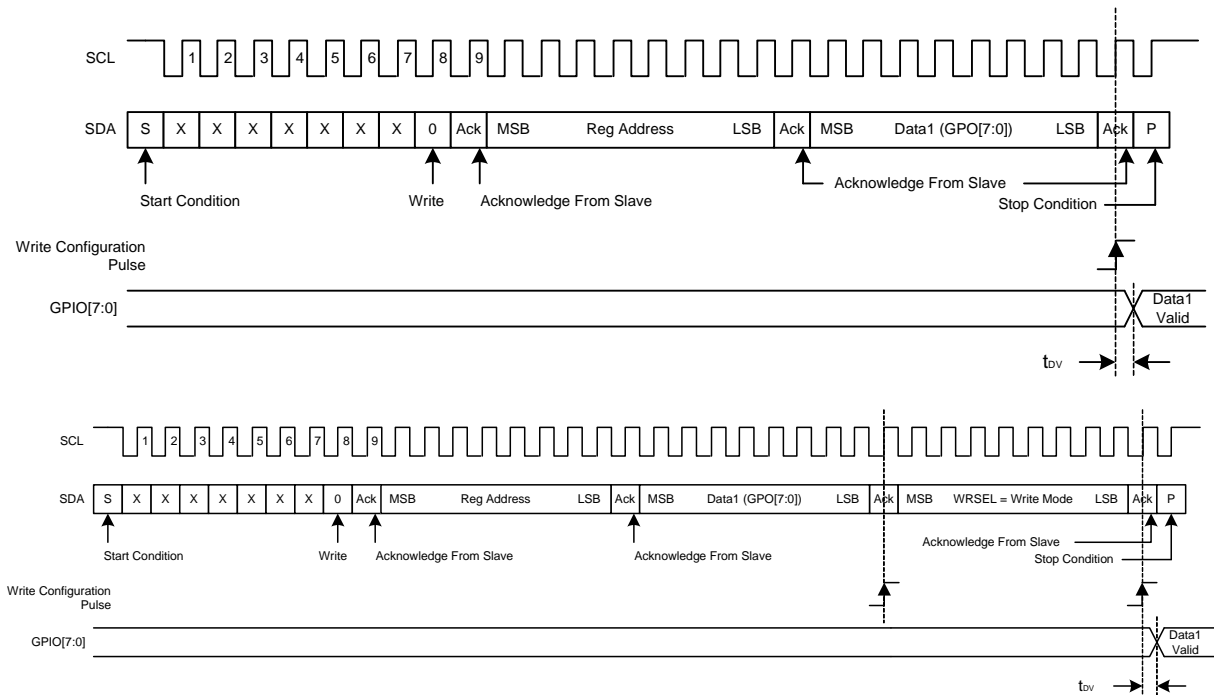 SCL 1 2 3 4 5 6 7 8 9
SDA S X X X X X X X 0 Ack MSB Reg Address LSB Ack MSB Data1 (GPO[7:0]) LSB Ack P
Acknowledge From Slave
Start Condition Write Acknowledge From Slave
Stop Condition
Write Configuration
Pulse
GPIO[7:0] Data1
Valid
tDV
SCL 1 2 3 4 5 6 7 8 9
SDA S X X X X X X X 0 Ack MSB Reg Address LSB Ack MSB Data1 (GPO[7:0]) LSB Ack MSB WRSEL = Write Mode LSB Ack P
Acknowledge From Slave
Start Condition Write Acknowledge From Slave Acknowledge From Slave Stop Condition
Write Configuration
Pulse
GPIO[7:0] Data1
Valid
tDV